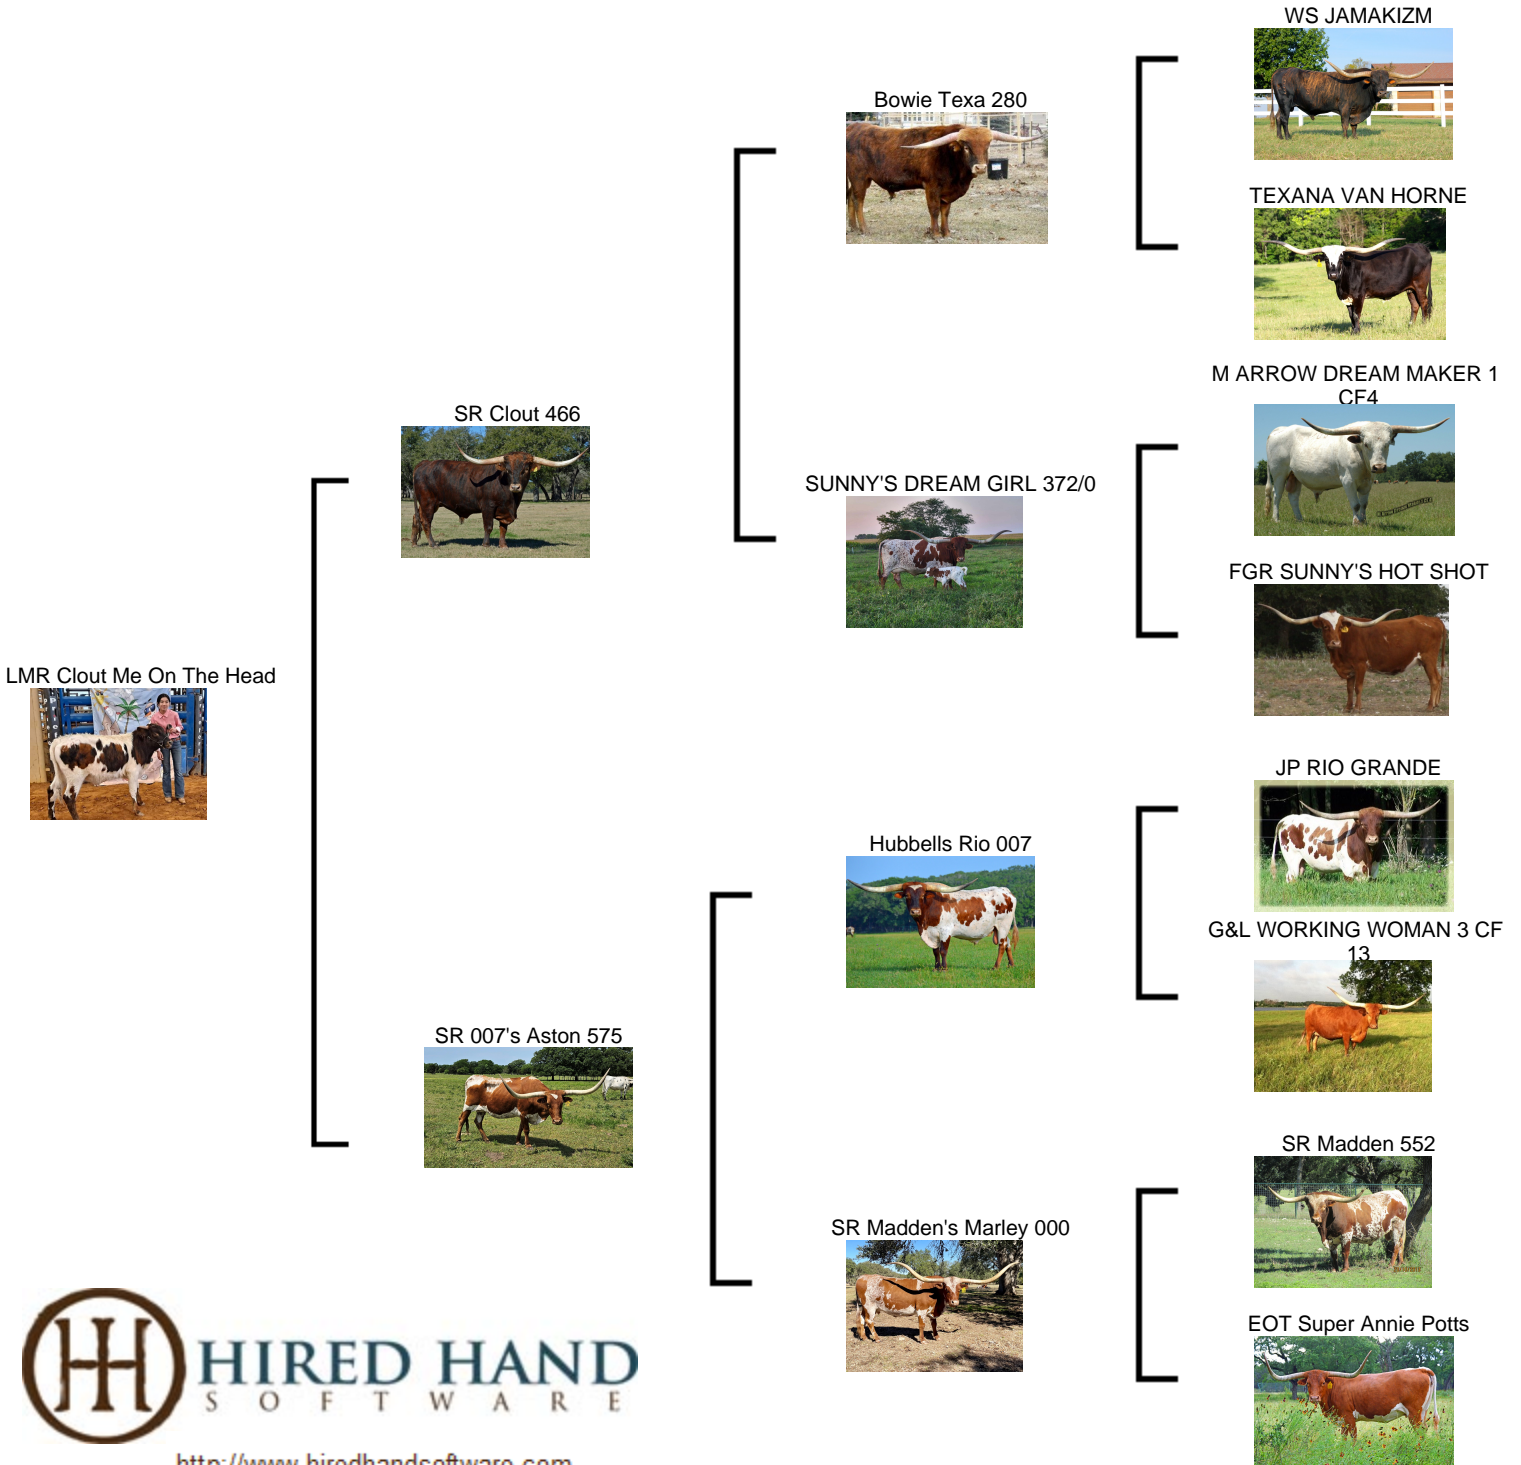 WS JAMAKIZM
Bowie Texa 280
TEXANA VAN HORNE
M ARROW DREAM MAKER 1
CF4
SR Clout 466
SUNNY'S DREAM GIRL 372/0
FGR SUNNY'S HOT SHOT
LMR Clout Me On The Head
JP RIO GRANDE
Hubbells Rio 007
G&L WORKING WOMAN 3 CF
13
SR 007's Aston 575
SR Madden 552
SR Madden's Marley 000
EOT Super Annie Potts
HIRED HAND
SOFTWARE
http://www.hiredhandsoftware.com